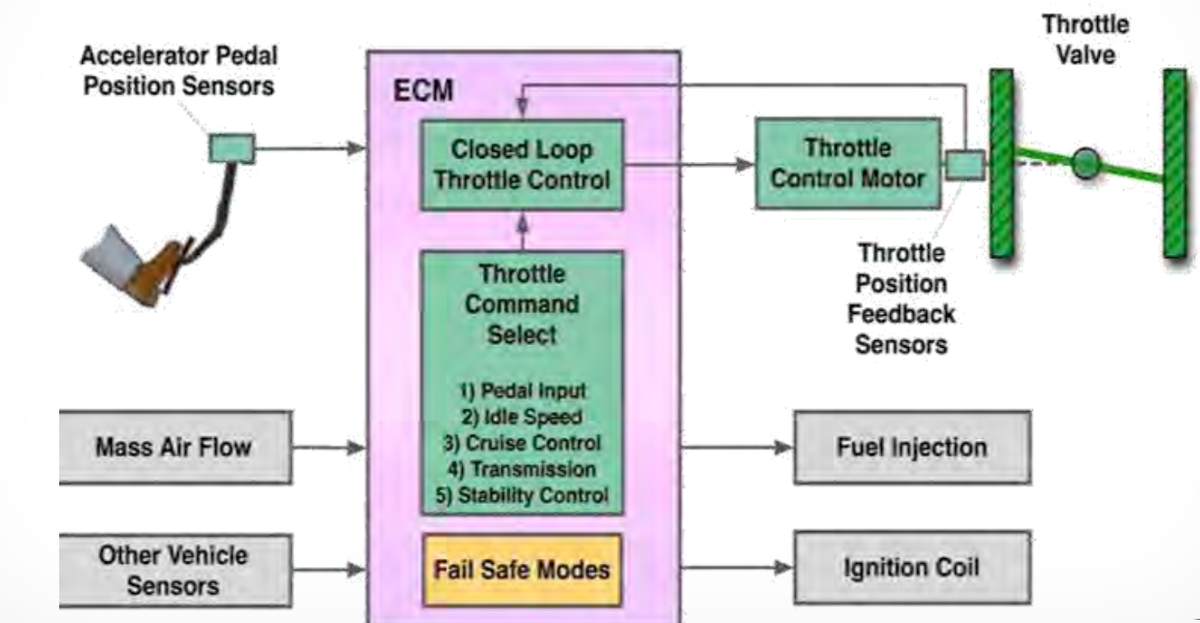 Accelerator Pedal
Position Sensors
ECM
Closed Loop
Throttle Control
Throttle
Command
Select
1) Pedal Input
2) Idle Speed
3) Cruise Control
4) Transmission
5) Stability Control
Fail Safe Modes
Mass Air Flow
Other Vehicle
Sensors
Throttle
Control Motor
Throttle
Valve
Throttle
Position
Feedback
Sensors
Fuel Injection
Ignition Coil